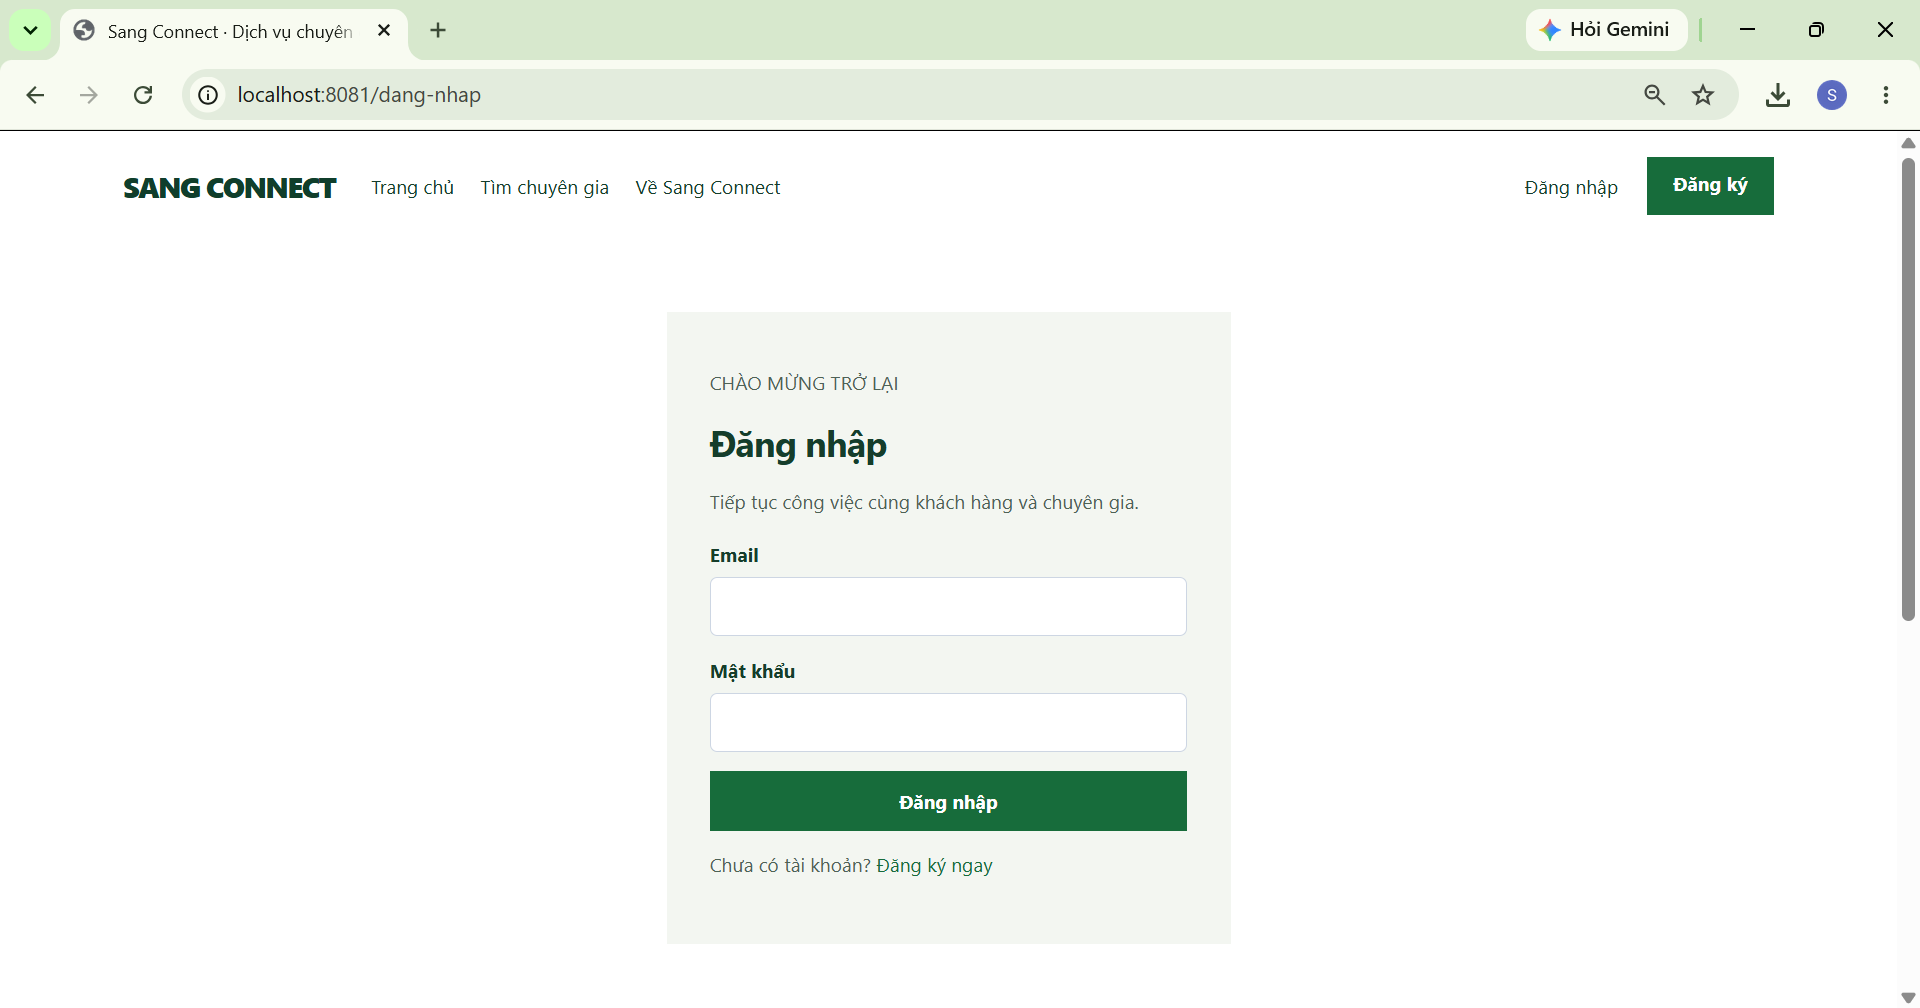 Sang Connect · Dịch vụ chuyên
Hỏi Gemini
localhost:8081/dang-nhap
S
SANG CONNECT
Trang chủ
Tìm chuyên gia
Về Sang Connect
Đăng nhập
Đăng ký
CHÀO MỪNG TRỞ LẠI
Đăng nhập
Tiếp tục công việc cùng khách hàng và chuyên gia.
Email
Mật khẩu
Đăng nhập
Chưa có tài khoản? Đăng ký ngay